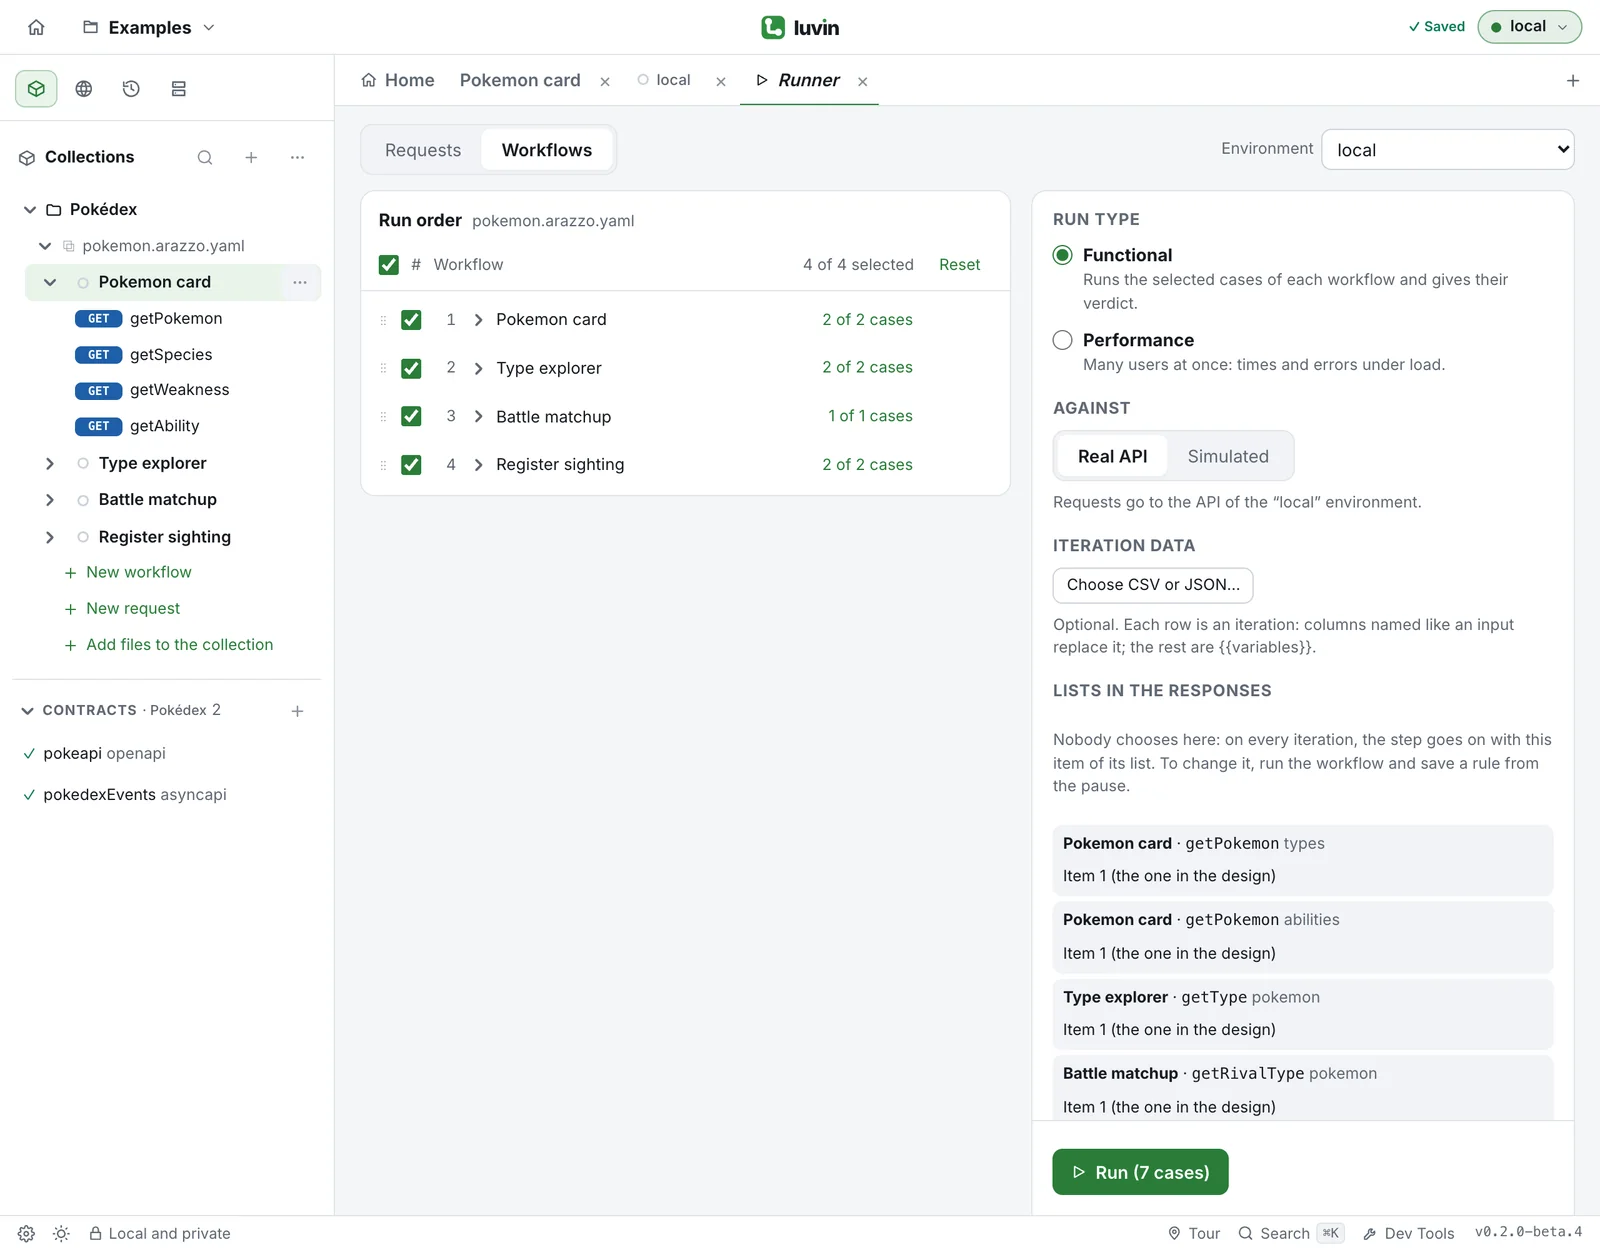 Examples
luvin
✓ Saved
local
Home
Pokemon card
local
Runner
Collections
Pokédex
pokemon.arazzo.yaml
Pokemon card
GET getPokemon
GET getSpecies
GET getWeakness
GET getAbility
Type explorer
Battle matchup
Register sighting
+ New workflow
+ New request
+ Add files to the collection
CONTRACTS · Pokédex 2
✓ pokeapi openapi
✓ pokedexEvents asyncapi
Requests
Workflows
Environment local
Run order pokemon.arazzo.yaml
# Workflow 4 of 4 selected Reset
1 Pokemon card 2 of 2 cases
2 Type explorer 2 of 2 cases
3 Battle matchup 1 of 1 cases
4 Register sighting 2 of 2 cases
RUN TYPE
Functional
Runs the selected cases of each workflow and gives their
verdict.
Performance
Many users at once: times and errors under load.
AGAINST
Real API Simulated
Requests go to the API of the “local” environment.
ITERATION DATA
Choose CSV or JSON...
Optional. Each row is an iteration: columns named like an input
replace it; the rest are {{variables}}.
LISTS IN THE RESPONSES
Nobody chooses here: on every iteration, the step goes on with this
item of its list. To change it, run the workflow and save a rule from
the pause.
Pokemon card · getPokemon types
Item 1 (the one in the design)
Pokemon card · getPokemon abilities
Item 1 (the one in the design)
Type explorer · getType pokemon
Item 1 (the one in the design)
Battle matchup · getRivalType pokemon
Item 1 (the one in the design)
Run (7 cases)
Local and private
Tour
Search ⌘K
Dev Tools
v0.2.0-beta.4